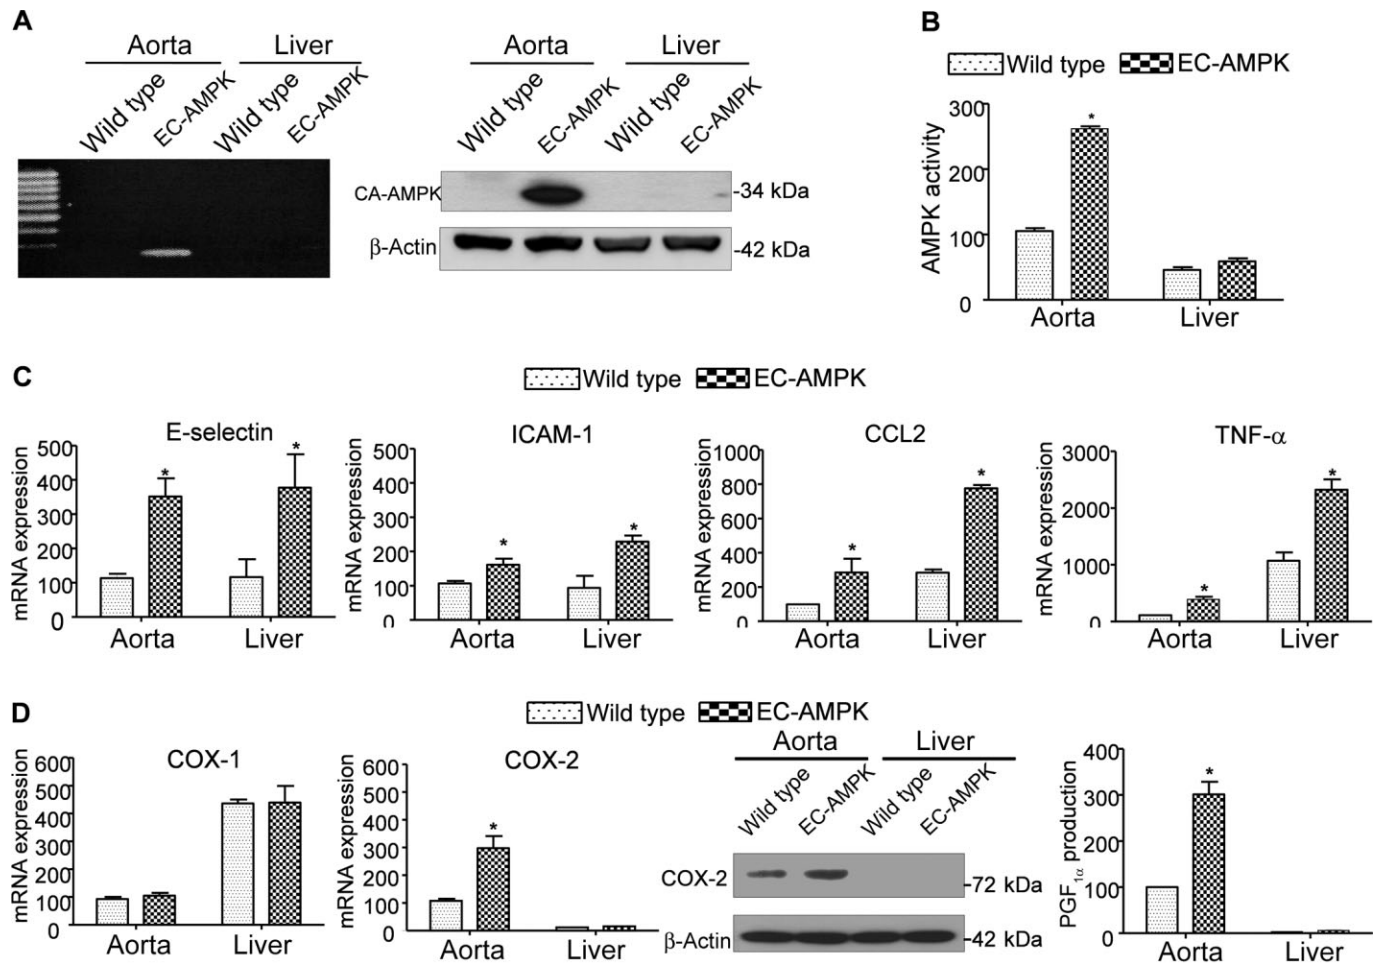 A
Aorta Liver
Wild type EC-AMPK Wild type EC-AMPK
Aorta Liver
Wild type EC-AMPK Wild type EC-AMPK
CA-AMPK -34 kDa
β-Actin -42 kDa
B
Wild type EC-AMPK
AMPK activity
300
200
100
0
Aorta Liver
C
Wild type EC-AMPK
E-selectin
mRNA expression
500
400
300
200
100
0
* *
Aorta Liver
ICAM-1
mRNA expression
500
400
300
200
100
0
* *
Aorta Liver
CCL2
mRNA expression
1000
800
600
400
200
0
* *
Aorta Liver
TNF-α
mRNA expression
3000
2000
1000
0
* *
Aorta Liver
D
Wild type EC-AMPK
COX-1
mRNA expression
600
500
400
300
200
100
0
Aorta Liver
COX-2
mRNA expression
600
500
400
300
200
100
0
*
Aorta Liver
Aorta Liver
Wild type EC-AMPK Wild type EC-AMPK
COX-2 -72 kDa
β-Actin -42 kDa
PGF1α production
400
300
200
100
0
*
Aorta Liver